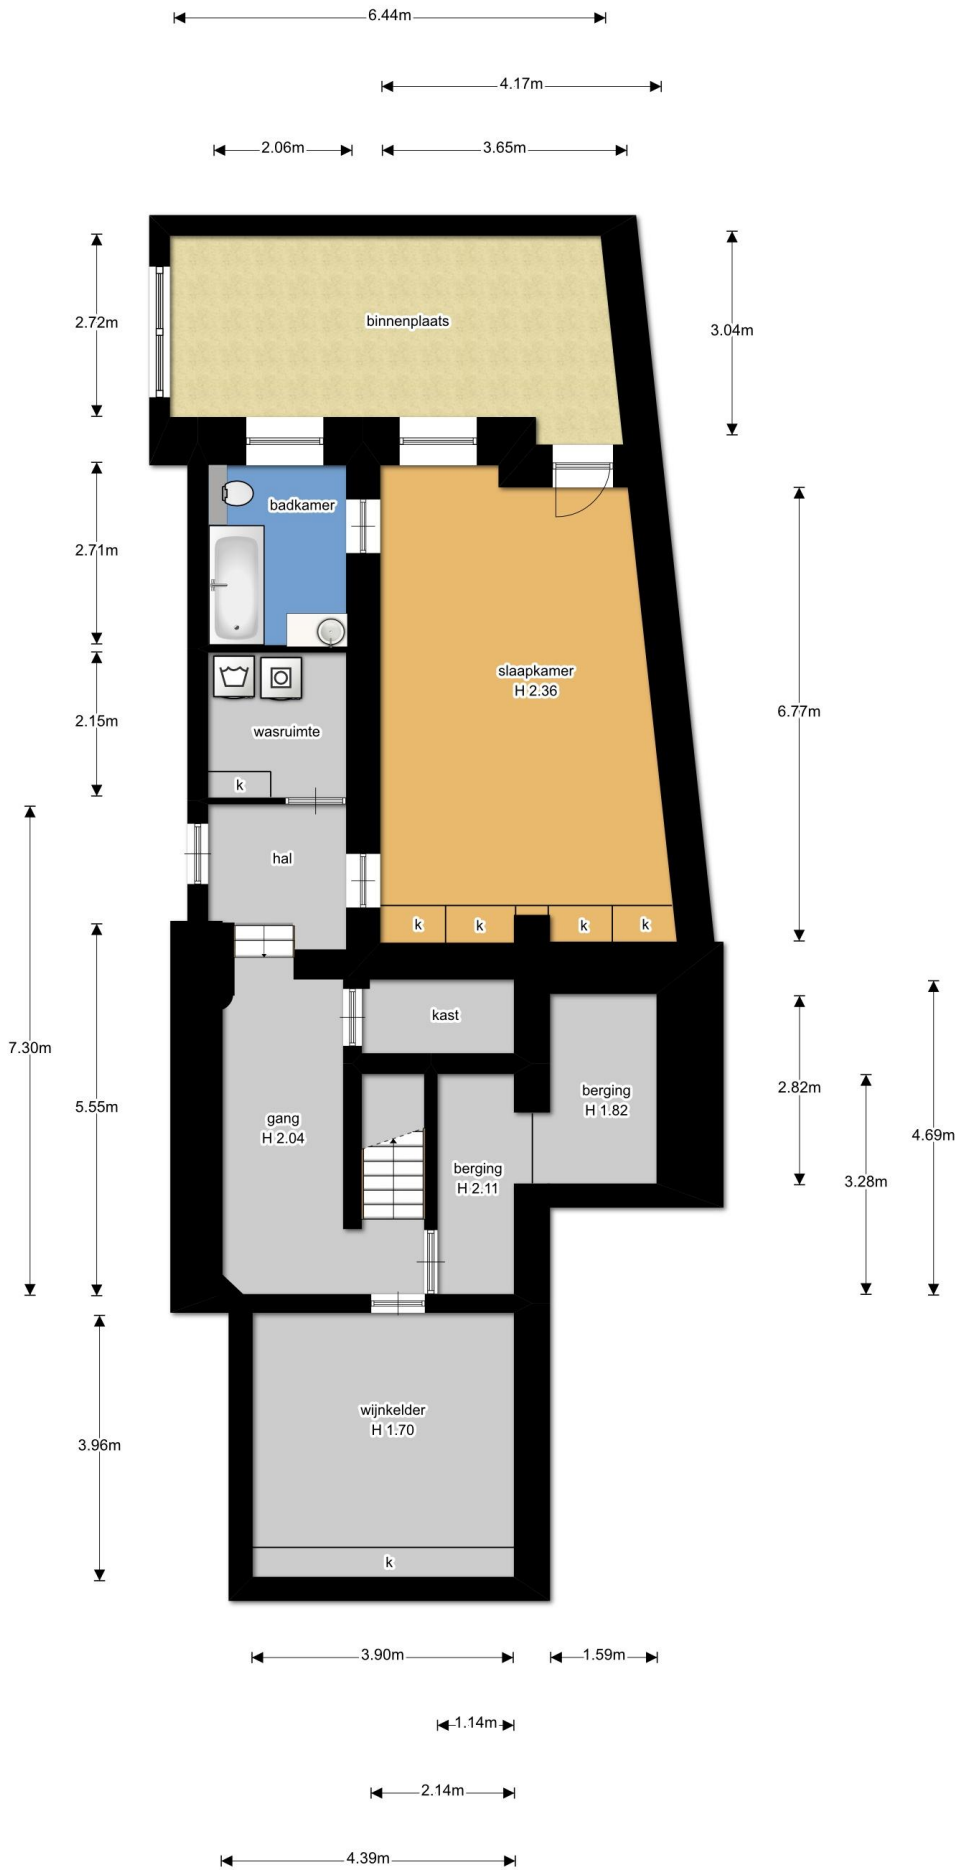 6.44m
4.17m
2.06m
3.65m
2.72m
binnenplaats
3.04m
badkamer
2.71m
slaapkamer
H 2.36
6.77m
2.15m
wasruimte
k
hal
k
k
k
k
kast
7.30m
5.55m
gang
H 2.04
berging
H 1.82
2.82m
4.69m
berging
H 2.11
3.28m
wijnkelder
H 1.70
3.96m
k
3.90m
1.59m
1.14m
2.14m
4.39m